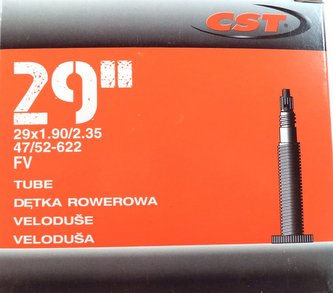 CST
29"
29x1.90/2.35
47/52-622
FV
TUBE
DĘTKA ROWEROWA
VELODUŠE
VELODUŠA